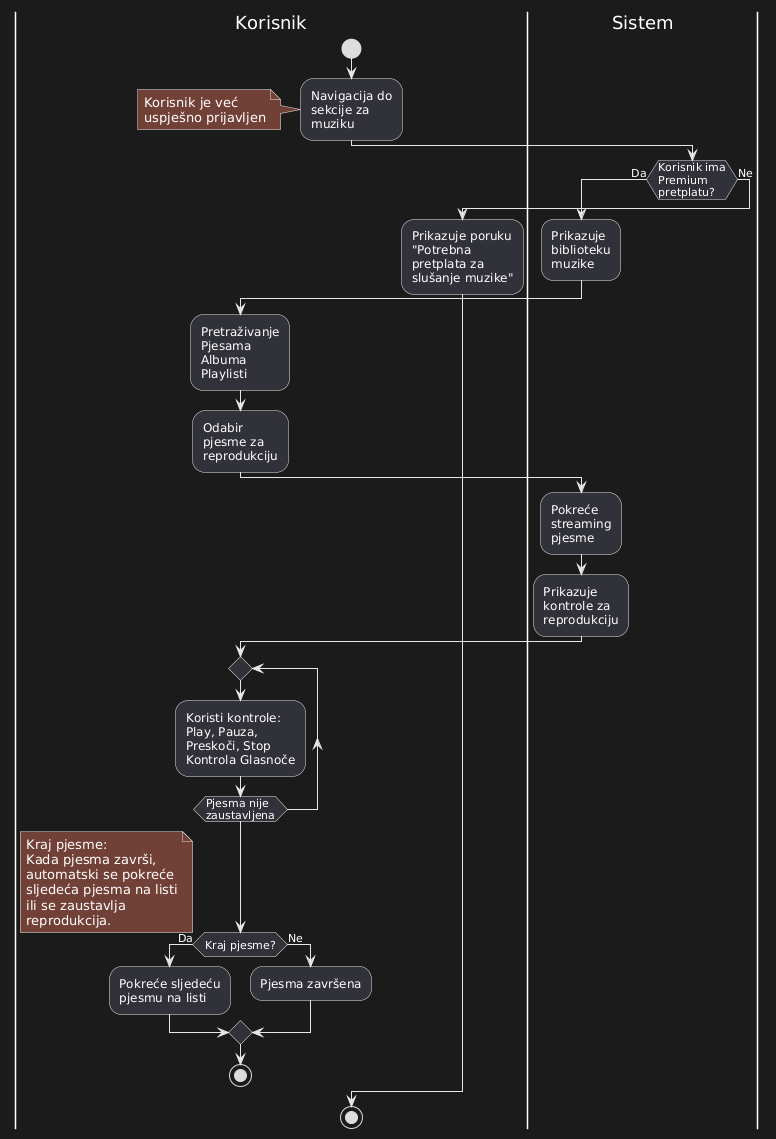 Korisnik
Sistem
Navigacija do
sekcije za
muziku
Korisnik je već
uspješno prijavljen
Korisnik ima
Premium
pretplatu?
Da
Ne
Prikazuje poruku
"Potrebna
pretplata za
slušanje muzike"
Prikazuje
biblioteku
muzike
Pretraživanje
Pjesama
Albuma
Playlisti
Odabir
pjesme za
reprodukciju
Pokreće
streaming
pjesme
Prikazuje
kontrole za
reprodukciju
Koristi kontrole:
Play, Pauza,
Preskoči, Stop
Kontrola Glasnoče
Pjesma nije
zaustavljena
Kraj pjesme:
Kada pjesma završi,
automatski se pokreće
sljedeća pjesma na listi
ili se zaustavlja
reprodukcija.
Da
Kraj pjesme?
Ne
Pokreće sljedeću
pjesmu na listi
Pjesma završena